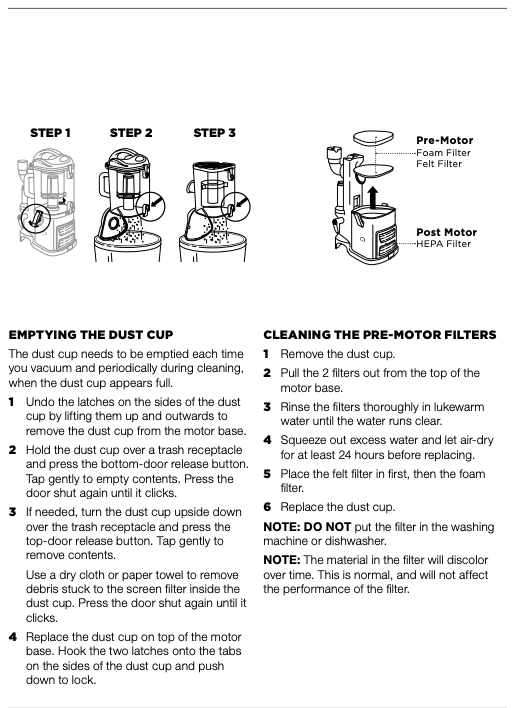 STEP 1
STEP 2
STEP 3
Pre-Motor
Foam Filter
Felt Filter
Post Motor
HEPA Filter
EMPTYING THE DUST CUP
The dust cup needs to be emptied each time
you vacuum and periodically during cleaning,
when the dust cup appears full.
1 Undo the latches on the sides of the dust
cup by lifting them up and outwards to
remove the dust cup from the motor base.
2 Hold the dust cup over a trash receptacle
and press the bottom-door release button.
Tap gently to empty contents. Press the
door shut again until it clicks.
3 If needed, turn the dust cup upside down
over the trash receptacle and press the
top-door release button. Tap gently to
remove contents.
Use a dry cloth or paper towel to remove
debris stuck to the screen filter inside the
dust cup. Press the door shut again until it
clicks.
4 Replace the dust cup on top of the motor
base. Hook the two latches onto the tabs
on the sides of the dust cup and push
down to lock.
CLEANING THE PRE-MOTOR FILTERS
1 Remove the dust cup.
2 Pull the 2 filters out from the top of the
motor base.
3 Rinse the filters thoroughly in lukewarm
water until the water runs clear.
4 Squeeze out excess water and let air-dry
for at least 24 hours before replacing.
5 Place the felt filter in first, then the foam
filter.
6 Replace the dust cup.
NOTE: DO NOT put the filter in the washing
machine or dishwasher.
NOTE: The material in the filter will discolor
over time. This is normal, and will not affect
the performance of the filter.